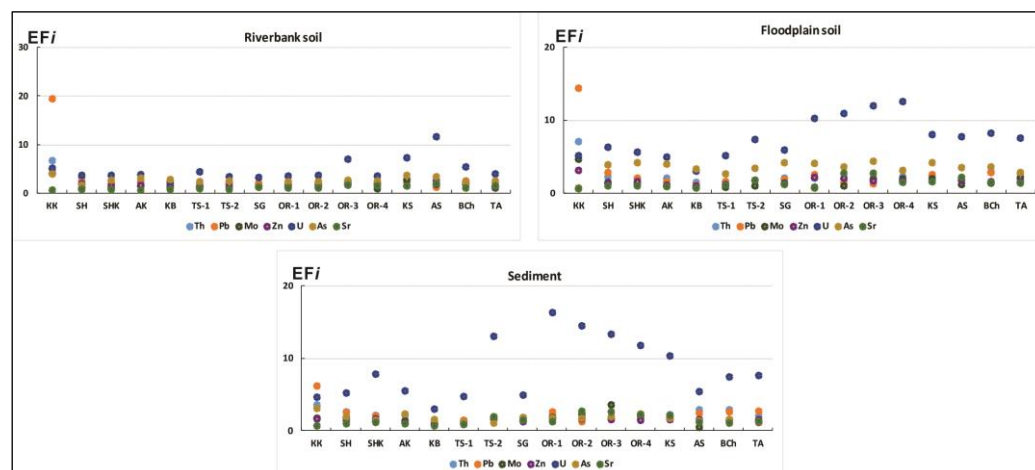 EFi
Riverbank soil
30
20
10
0
KK SH SHK AK KB TS-1 TS-2 SG OR-1 OR-2 OR-3 OR-4 KS AS BCh TA
Th Pb Mo Zn U As Sr
EFi
Floodplain soil
20
10
0
KK SH SHK AK KB TS-1 TS-2 SG OR-1 OR-2 OR-3 OR-4 KS AS BCh TA
Th Pb Mo Zn U As Sr
EFi
Sediment
20
10
0
KK SH SHK AK KB TS-1 TS-2 SG OR-1 OR-2 OR-3 OR-4 KS AS BCh TA
Th Pb Mo Zn U As Sr